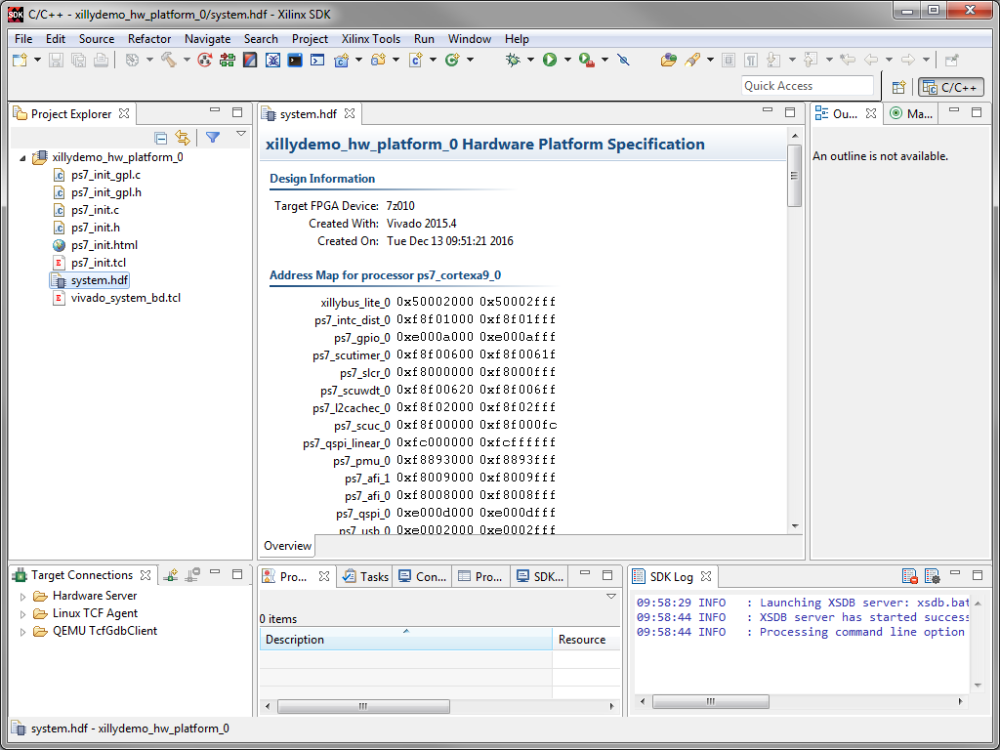 SDK C/C++ - xillydemo_hw_platform_0/system.hdf - Xilinx SDK
File Edit Source Refactor Navigate Search Project Xilinx Tools Run Window Help
Quick Access
C/C++
Project Explorer
xillydemo_hw_platform_0
ps7_init_gpl.c
ps7_init_gpl.h
ps7_init.c
ps7_init.h
ps7_init.html
ps7_init.tcl
system.hdf
vivado_system_bd.tcl
system.hdf
xillydemo_hw_platform_0 Hardware Platform Specification
Design Information
Target FPGA Device: 7z010
Created With: Vivado 2015.4
Created On: Tue Dec 13 09:51:21 2016
Address Map for processor ps7_cortexa9_0
xillybus_lite_0 0x50002000 0x50002fff
ps7_intc_dist_0 0xf8f01000 0xf8f01fff
ps7_gpio_0 0xe000a000 0xe000afff
ps7_scutimer_0 0xf8f00600 0xf8f0061f
ps7_slcr_0 0xf8000000 0xf8000fff
ps7_scuwdt_0 0xf8f00620 0xf8f006ff
ps7_l2cachec_0 0xf8f02000 0xf8f02fff
ps7_scuc_0 0xf8f00000 0xf8f000fc
ps7_qspi_linear_0 0xfc000000 0xfcffffff
ps7_pmu_0 0xf8893000 0xf8893fff
ps7_afi_1 0xf8009000 0xf8009fff
ps7_afi_0 0xf8008000 0xf8008fff
ps7_qspi_0 0xe000d000 0xe000dfff
ps7_usb_0 0xe0002000 0xe0002fff
Overview
Ou... Ma...
An outline is not available.
Target Connections
Hardware Server
Linux TCF Agent
QEMU TcfGdbClient
Pro... Tasks Con... Pro... SDK...
0 items
Description Resource
SDK Log
09:58:29 INFO : Launching XSDB server: xsdb.bat
09:58:44 INFO : XSDB server has started success
09:58:44 INFO : Processing command line option
system.hdf - xillydemo_hw_platform_0